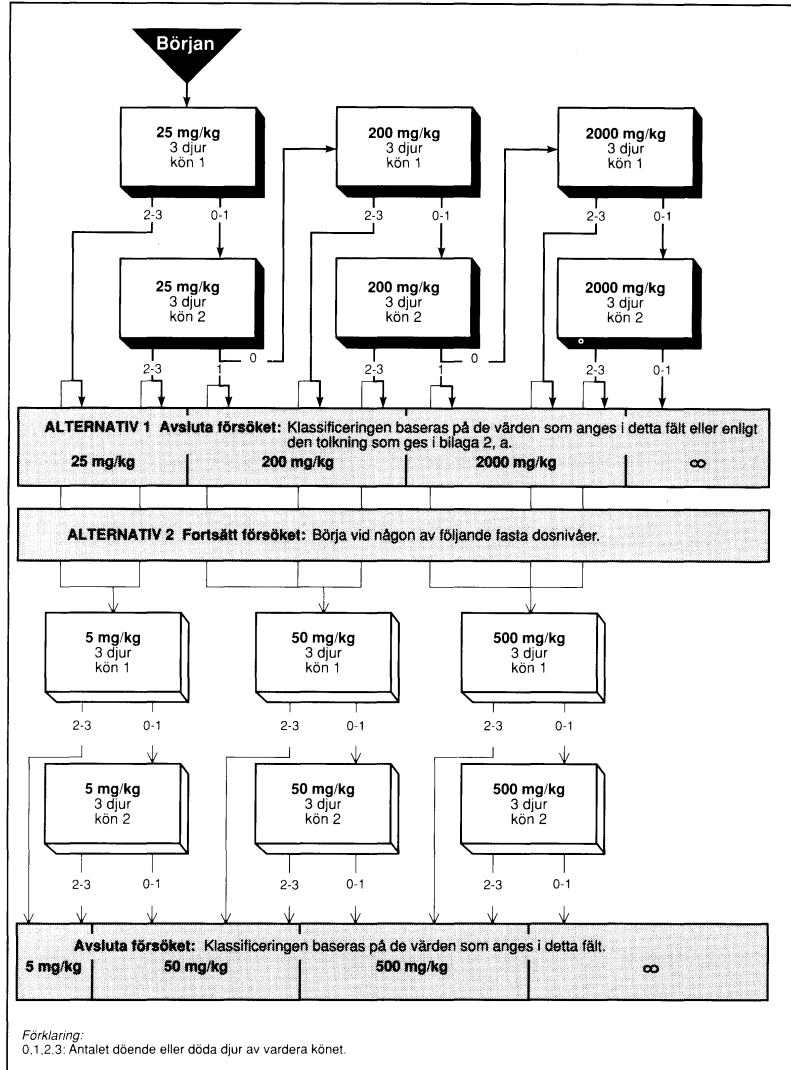 Början
25 mg/kg
3 djur
kön 1
200 mg/kg
3 djur
kön 1
2000 mg/kg
3 djur
kön 1
2-3 0-1 2-3 0-1 2-3 0-1
25 mg/kg
3 djur
kön 2
200 mg/kg
3 djur
kön 2
2000 mg/kg
3 djur
kön 2
0 0
2-3 1 2-3 1 2-3 0-1
ALTERNATIV 1 Avsluta försöket: Klassificeringen baseras på de värden som anges i detta fält eller enligt
den tolkning som ges i bilaga 2, a.
25 mg/kg 200 mg/kg 2000 mg/kg ∞
ALTERNATIV 2 Fortsätt försöket: Börja vid någon av följande fasta dosnivåer.
5 mg/kg
3 djur
kön 1
50 mg/kg
3 djur
kön 1
500 mg/kg
3 djur
kön 1
2-3 0-1 2-3 0-1 2-3 0-1
5 mg/kg
3 djur
kön 2
50 mg/kg
3 djur
kön 2
500 mg/kg
3 djur
kön 2
2-3 0-1 2-3 0-1 2-3 0-1
Avsluta försöket: Klassificeringen baseras på de värden som anges i detta fält.
5 mg/kg 50 mg/kg 500 mg/kg ∞
Förklaring:
0,1,2,3: Antalet döende eller döda djur av vardera könet.